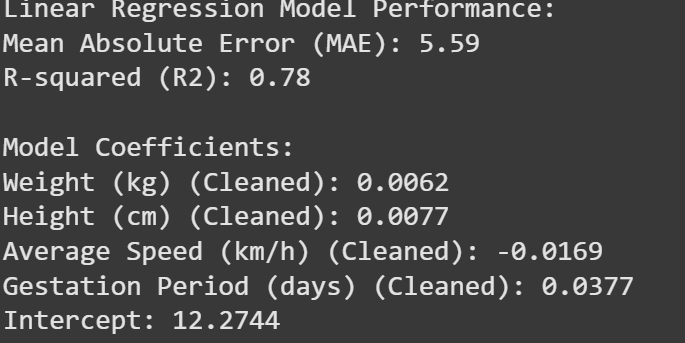 Linear Regression Model Performance:
Mean Absolute Error (MAE): 5.59
R-squared (R2): 0.78
Model Coefficients:
Weight (kg) (Cleaned): 0.0062
Height (cm) (Cleaned): 0.0077
Average Speed (km/h) (Cleaned): -0.0169
Gestation Period (days) (Cleaned): 0.0377
Intercept: 12.2744